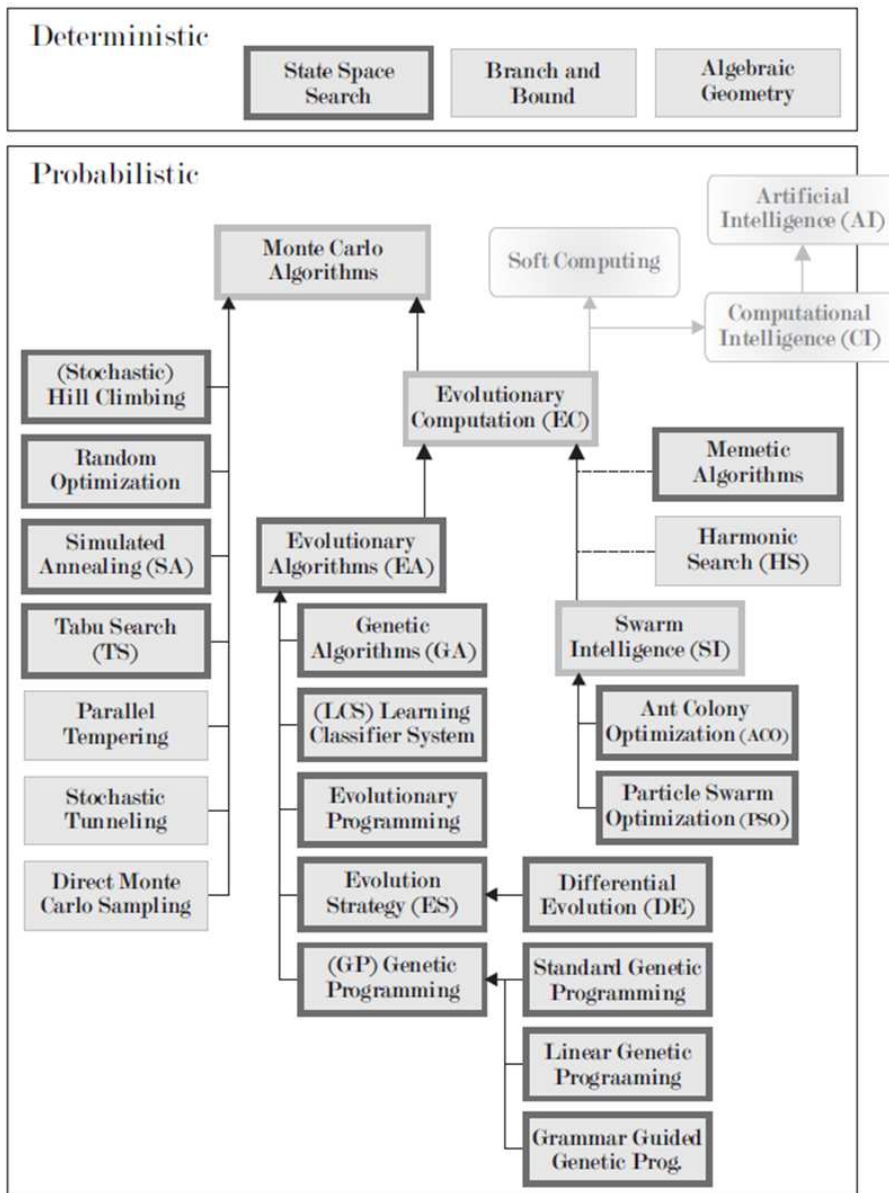 Deterministic
State Space
Search
Branch and
Bound
Algebraic
Geometry
Probabilistic
Artificial
Intelligence (AI)
Monte Carlo
Algorithms
Soft Computing
Computational
Intelligence (CI)
(Stochastic)
Hill Climbing
Evolutionary
Computation (EC)
Random
Optimization
Memetic
Algorithms
Simulated
Annealing (SA)
Evolutionary
Algorithms (EA)
Harmonic
Search (HS)
Tabu Search
(TS)
Genetic
Algorithms (GA)
Swarm
Intelligence (SI)
Parallel
Tempering
(LCS) Learning
Classifier System
Ant Colony
Optimization (ACO)
Stochastic
Tunneling
Evolutionary
Programming
Particle Swarm
Optimization (PSO)
Direct Monte
Carlo Sampling
Evolution
Strategy (ES)
Differential
Evolution (DE)
(GP) Genetic
Programming
Standard Genetic
Programming
Linear Genetic
Prograaming
Grammar Guided
Genetic Prog.